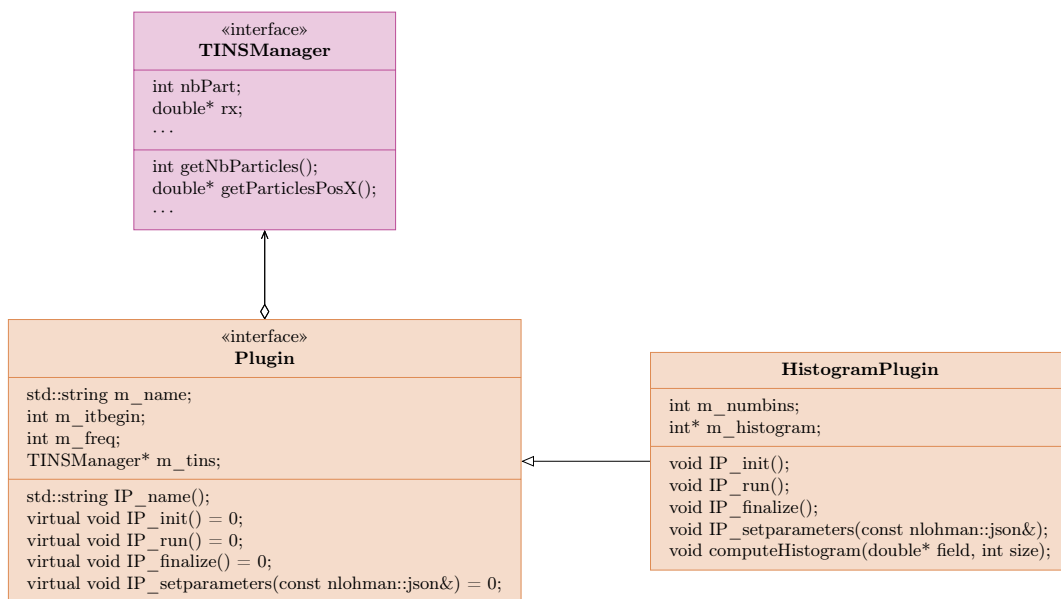 «interface»
TINSManager
int nbPart;
double* rx;
...
int getNbParticles();
double* getParticlesPosX();
...
«interface»
Plugin
std::string m_name;
int m_itbegin;
int m_freq;
TINSManager* m_tins;
std::string IP_name();
virtual void IP_init() = 0;
virtual void IP_run() = 0;
virtual void IP_finalize() = 0;
virtual void IP_setparameters(const nlohman::json&) = 0;
HistogramPlugin
int m_numbins;
int* m_histogram;
void IP_init();
void IP_run();
void IP_finalize();
void IP_setparameters(const nlohman::json&);
void computeHistogram(double* field, int size);